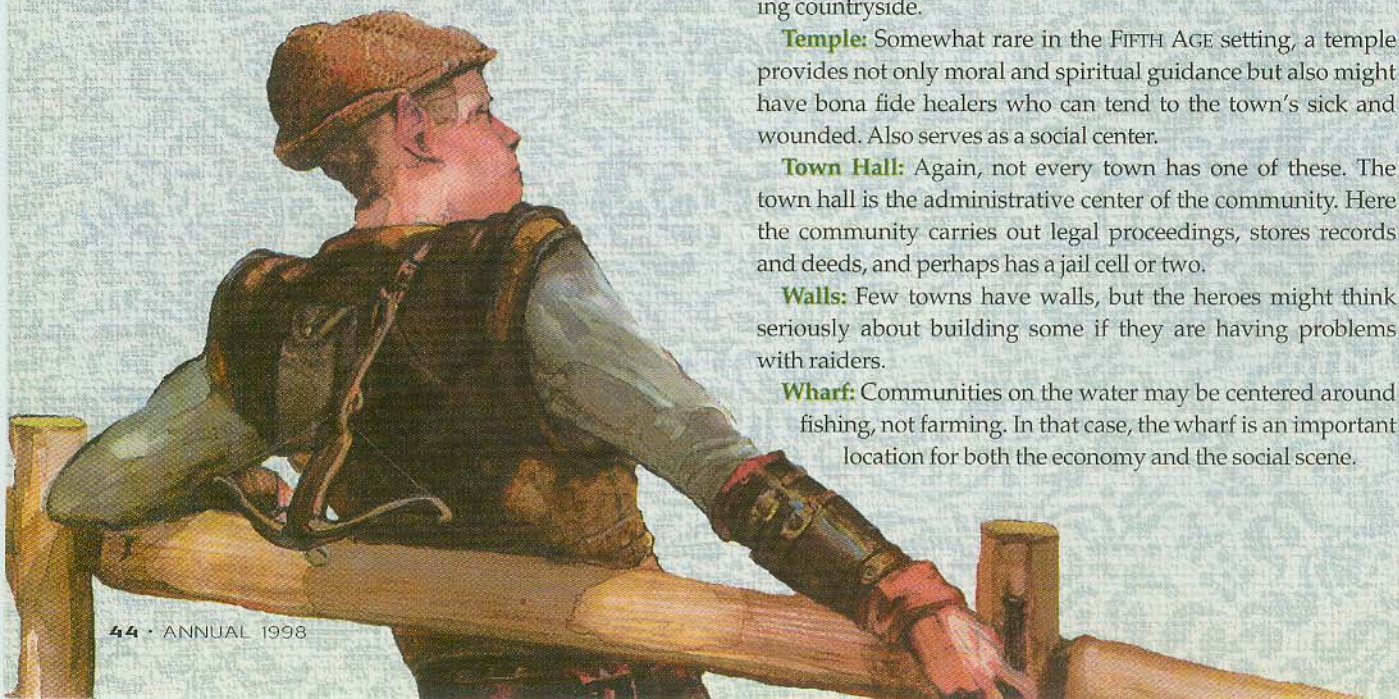 ing countryside.
Temple: Somewhat rare in the FIFTH AGE setting, a temple
provides not only moral and spiritual guidance but also might
have bona fide healers who can tend to the town's sick and
wounded. Also serves as a social center.
Town Hall: Again, not every town has one of these. The
town hall is the administrative center of the community. Here
the community carries out legal proceedings, stores records
and deeds, and perhaps has a jail cell or two.
Walls: Few towns have walls, but the heroes might think
seriously about building some if they are having problems
with raiders.
Wharf: Communities on the water may be centered around
fishing, not farming. In that case, the wharf is an important
location for both the economy and the social scene.
44 · ANNUAL 1998